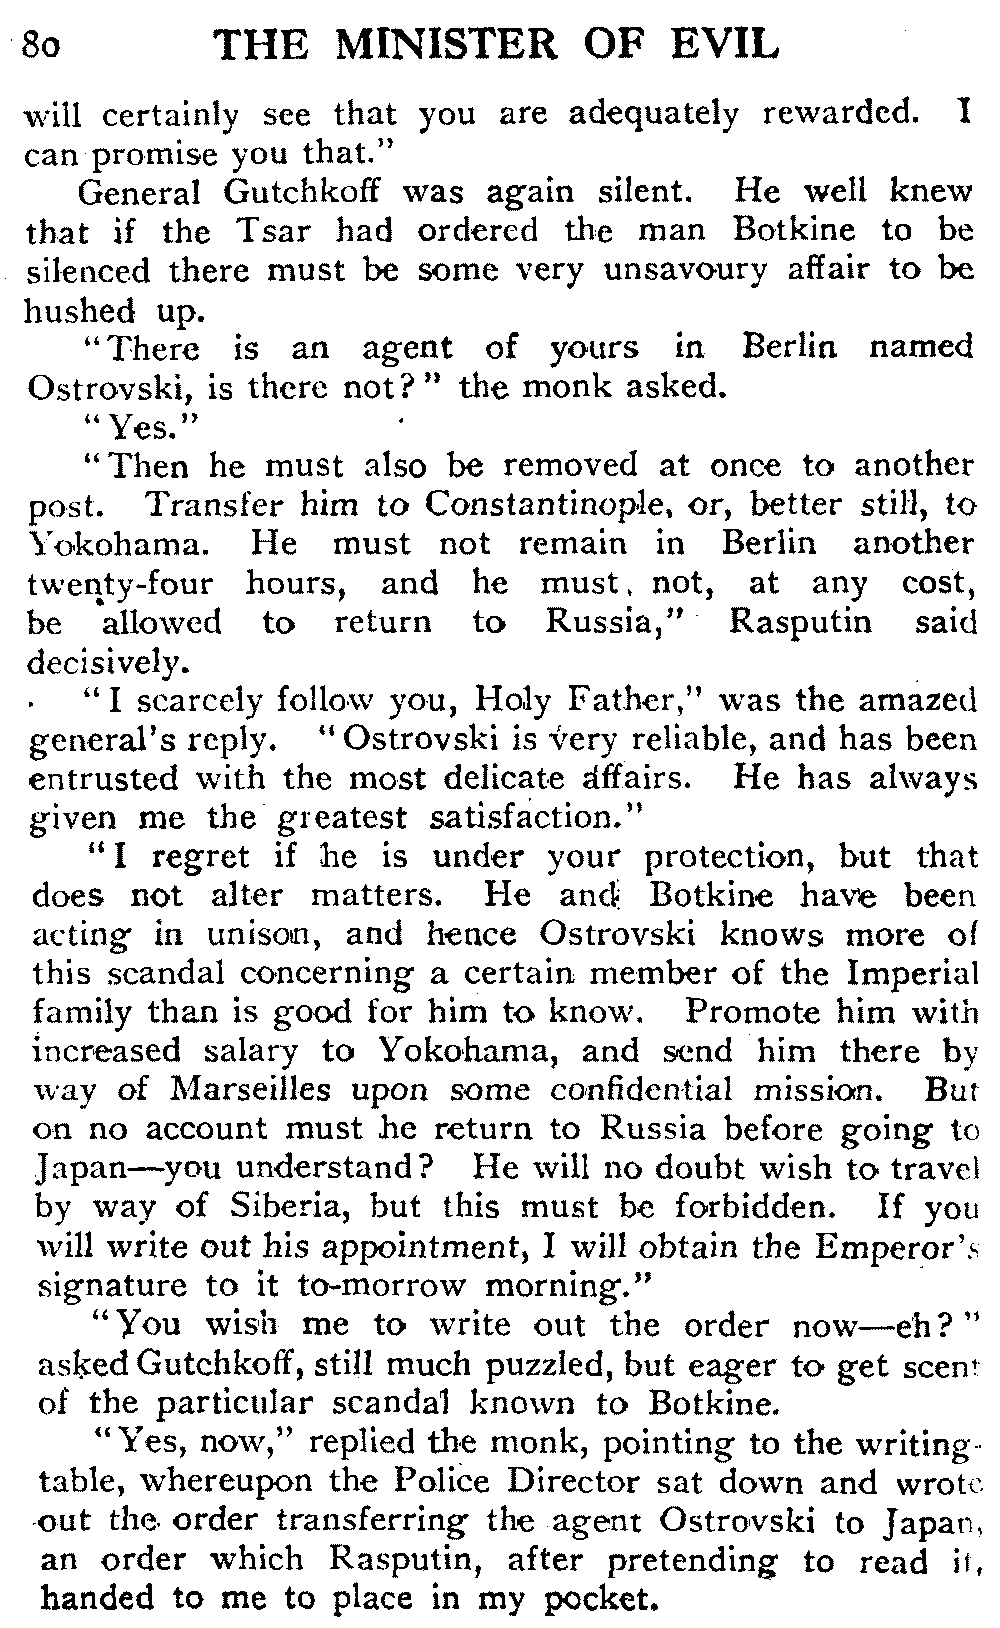 80 THE MINISTER OF EVIL
will certainly see that you are adequately rewarded. I
can promise you that."
General Gutchkoff was again silent. He well knew
that if the Tsar had ordered the man Botkine to be
silenced there must be some very unsavoury affair to be
hushed up.
"There is an agent of yours in Berlin named
Ostrovski, is there not?" the monk asked.
"Yes."
"Then he must also be removed at once to another
post. Transfer him to Constantinople, or, better still, to
Yokohama. He must not remain in Berlin another
twenty-four hours, and he must not, at any cost,
be allowed to return to Russia," Rasputin said
decisively.
"I scarcely follow you, Holy Father," was the amazed
general's reply. "Ostrovski is very reliable, and has been
entrusted with the most delicate affairs. He has always
given me the greatest satisfaction."
"I regret if he is under your protection, but that
does not alter matters. He and Botkine have been
acting in unison, and hence Ostrovski knows more of
this scandal concerning a certain member of the Imperial
family than is good for him to know. Promote him with
increased salary to Yokohama, and send him there by
way of Marseilles upon some confidential mission. But
on no account must he return to Russia before going to
Japan—you understand? He will no doubt wish to travel
by way of Siberia, but this must be forbidden. If you
will write out his appointment, I will obtain the Emperor's
signature to it to-morrow morning."
"You wish me to write out the order now—eh?"
asked Gutchkoff, still much puzzled, but eager to get scent
of the particular scandal known to Botkine.
"Yes, now," replied the monk, pointing to the writing-
table, whereupon the Police Director sat down and wrote
out the order transferring the agent Ostrovski to Japan,
an order which Rasputin, after pretending to read it,
handed to me to place in my pocket.